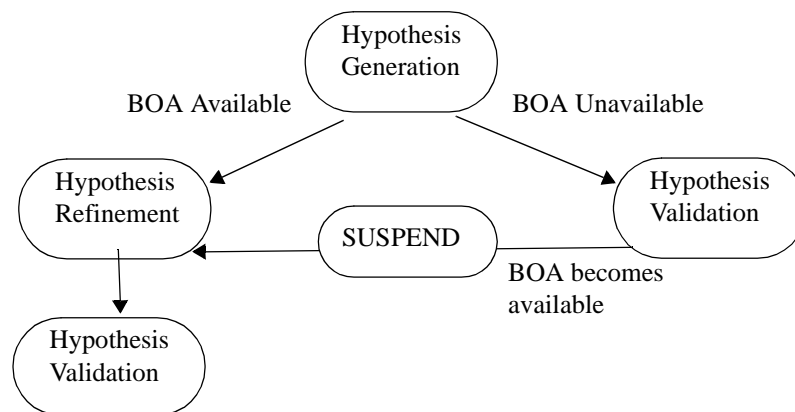 Hypothesis
Generation
BOA Available
BOA Unavailable
Hypothesis
Refinement
Hypothesis
Validation
SUSPEND
BOA becomes
available
Hypothesis
Validation